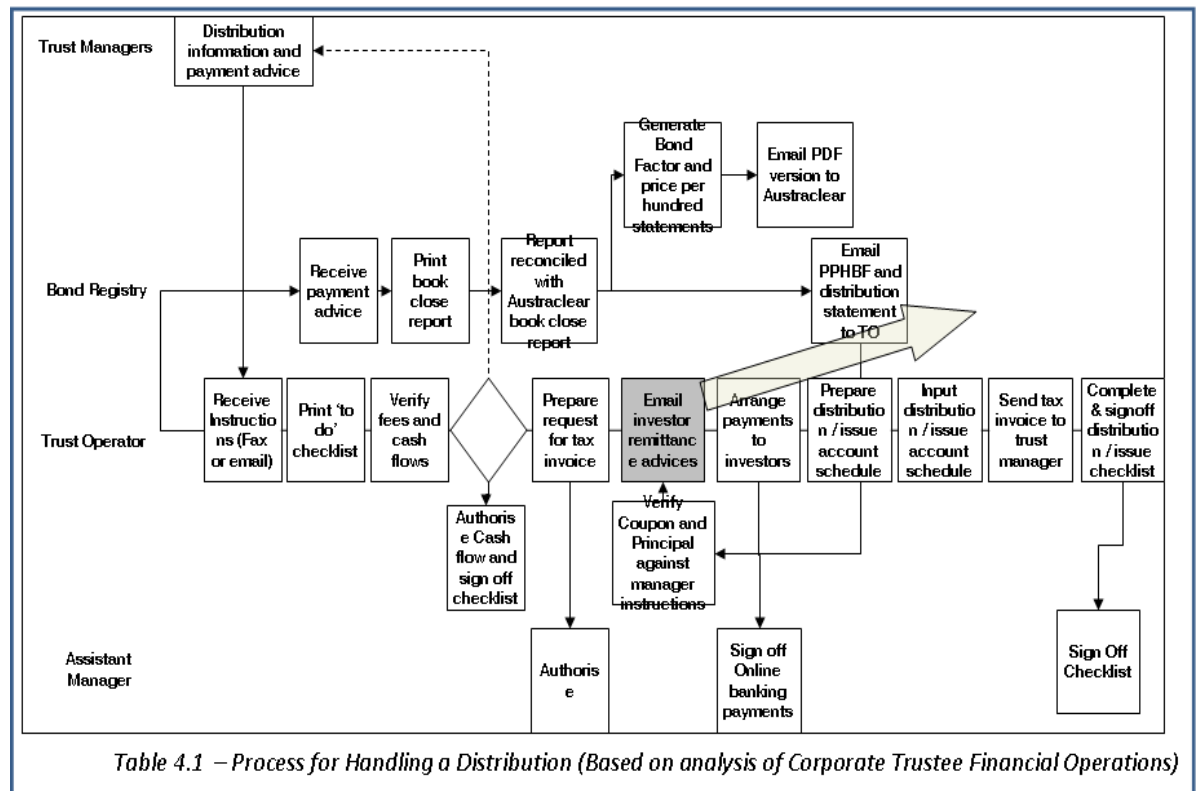 Trust Managers
Distribution
information and
payment advice
Generate
Bond
Factor and
price per
hundred
statements
Email PDF
version to
Austraclear
Bond Registry
Receive
payment
advice
Print
book
close
report
Report
reconciled
with
Austraclear
book close
report
Email
PPHBF and
distribution
statement
to TO
Trust Operator
Receive
Instructio
ns (Fax
or email)
Print ‘to
do’
checklist
Verify
fees and
cash
flows
Prepare
request
for tax
invoice
Email
investor
remittanc
e advices
Arrange
payments
to
investors
Prepare
distributio
n / issue
account
schedule
Input
distributio
n / issue
account
schedule
Send tax
invoice to
trust
manager
Complete
& signoff
distributio
n / issue
checklist
Authoris
e Cash
flow and
sign off
checklist
Verify
Coupon and
Principal
against
manager
instructions
Assistant
Manager
Authoris
e
Sign off
Online
banking
payments
Sign Off
Checklist
Table 4.1 – Process for Handling a Distribution (Based on analysis of Corporate Trustee Financial Operations)